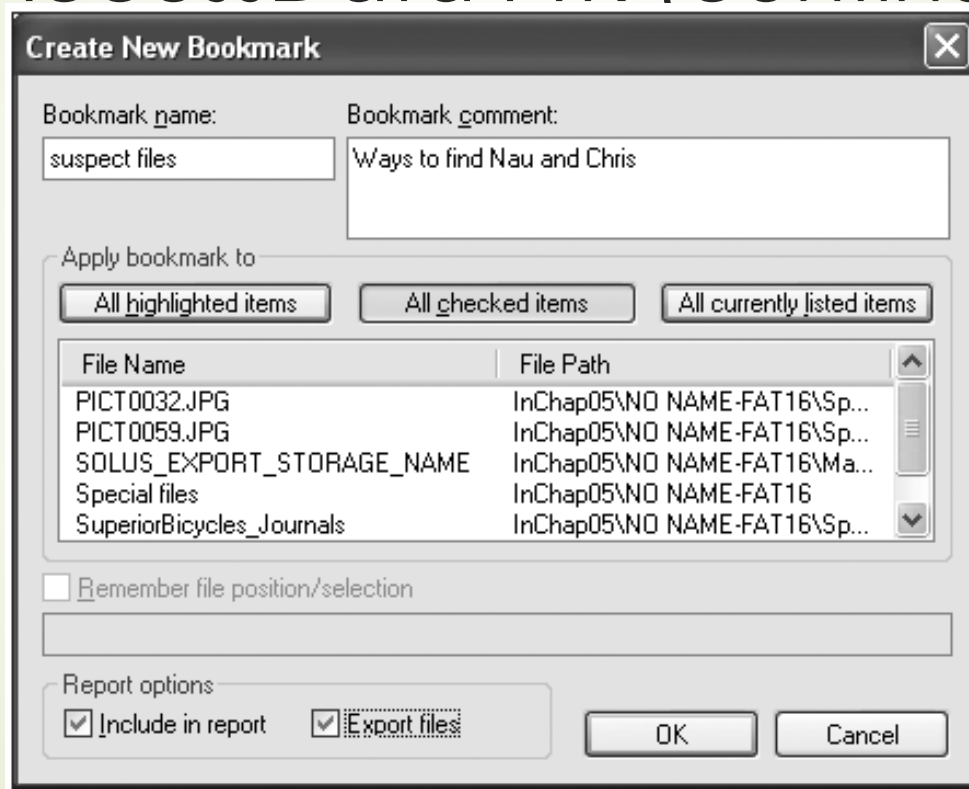 Create New Bookmark
Bookmark name:
Bookmark comment:
suspect files
Ways to find Nau and Chris
Apply bookmark to
All highlighted items
All checked items
All currently listed items
File Name
File Path
PICT0032.JPG
InChap05\NO NAME-FAT16\Sp...
PICT0059.JPG
InChap05\NO NAME-FAT16\Sp...
SOLUS_EXPORT_STORAGE_NAME
InChap05\NO NAME-FAT16\Ma...
Special files
InChap05\NO NAME-FAT16
SuperiorBicycles_Journals
InChap05\NO NAME-FAT16\Sp...
Remember file position/selection
Report options
Include in report
Export files
OK
Cancel